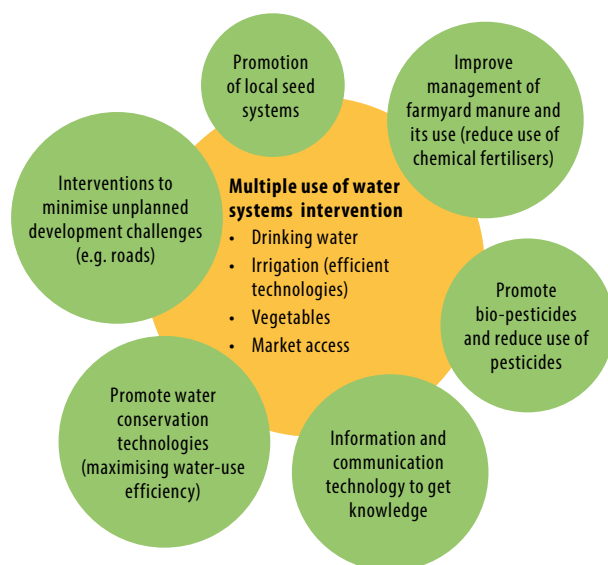 Promotion
of local seed
systems
Improve
management of
farmyard manure and
its use (reduce use of
chemical fertilisers)
Interventions to
minimise unplanned
development challenges
(e.g. roads)
Multiple use of water
systems intervention
• Drinking water
• Irrigation (efficient
technologies)
• Vegetables
• Market access
Promote
bio-pesticides
and reduce use of
pesticides
Promote water
conservation
technologies
(maximising water-use
efficiency)
Information and
communication
technology to get
knowledge